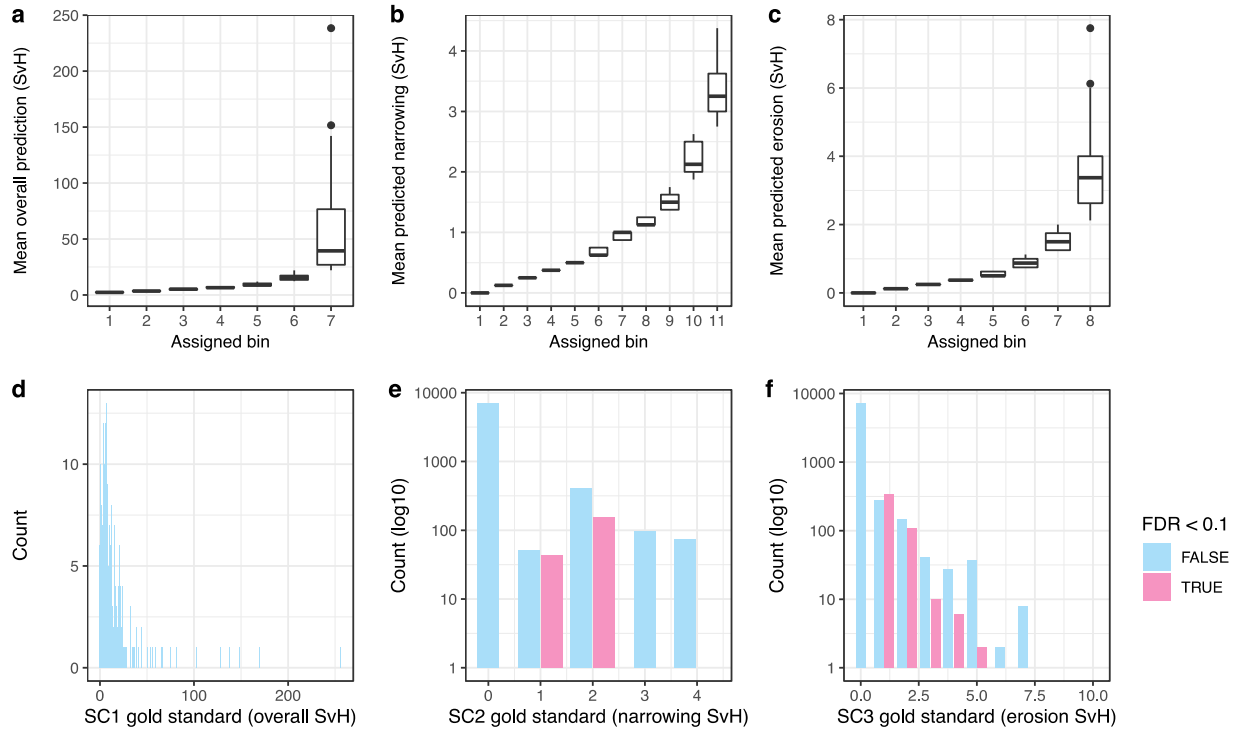 a
Mean overall prediction (SvH)
250
200
150
100
50
0
1 2 3 4 5 6 7
Assigned bin
b
Mean predicted narrowing (SvH)
4
3
2
1
0
1 2 3 4 5 6 7 8 9 10 11
Assigned bin
c
Mean predicted erosion (SvH)
8
6
4
2
0
1 2 3 4 5 6 7 8
Assigned bin
d
Count
10
5
0
0 100 200
SC1 gold standard (overall SvH)
e
Count (log10)
10000
1000
100
10
1
0 1 2 3 4
SC2 gold standard (narrowing SvH)
f
Count (log10)
10000
1000
100
10
1
0.0 2.5 5.0 7.5 10.0
SC3 gold standard (erosion SvH)
FDR < 0.1
FALSE
TRUE